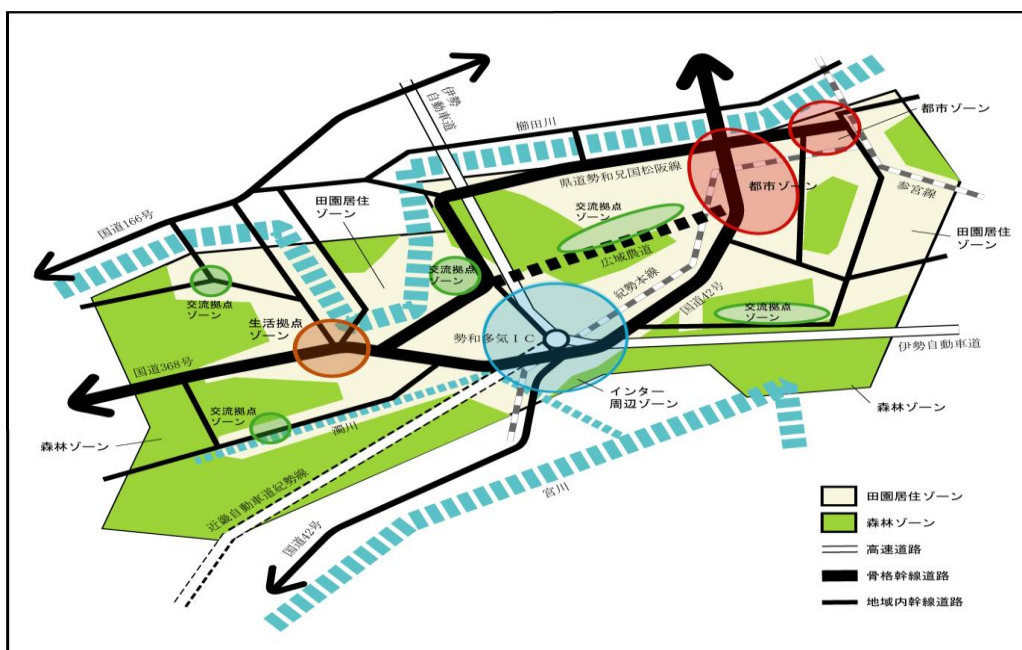 伊勢
自動車道
櫛田川
都市ゾーン
県道勢和兄国松阪線
都市ゾーン
参宮線
田園居住
ゾーン
交流拠点
ゾーン
田園居住
ゾーン
国道166号
広域農道
交流拠点
ゾーン
紀勢本線
国道42号
交流拠点
ゾーン
交流拠点
ゾーン
生活拠点
ゾーン
勢和多気IC
伊勢自動車道
国道368号
インター
周辺ゾーン
森林ゾーン
交流拠点
ゾーン
濁川
森林ゾーン
近畿自動車道紀勢線
宮川
国道42号
田園居住ゾーン
森林ゾーン
高速道路
骨格幹線道路
地域内幹線道路